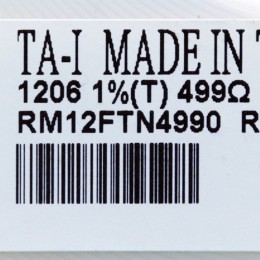 TA-I MADE IN
1206 1%(T) 499Ω
RM12FTN4990 R